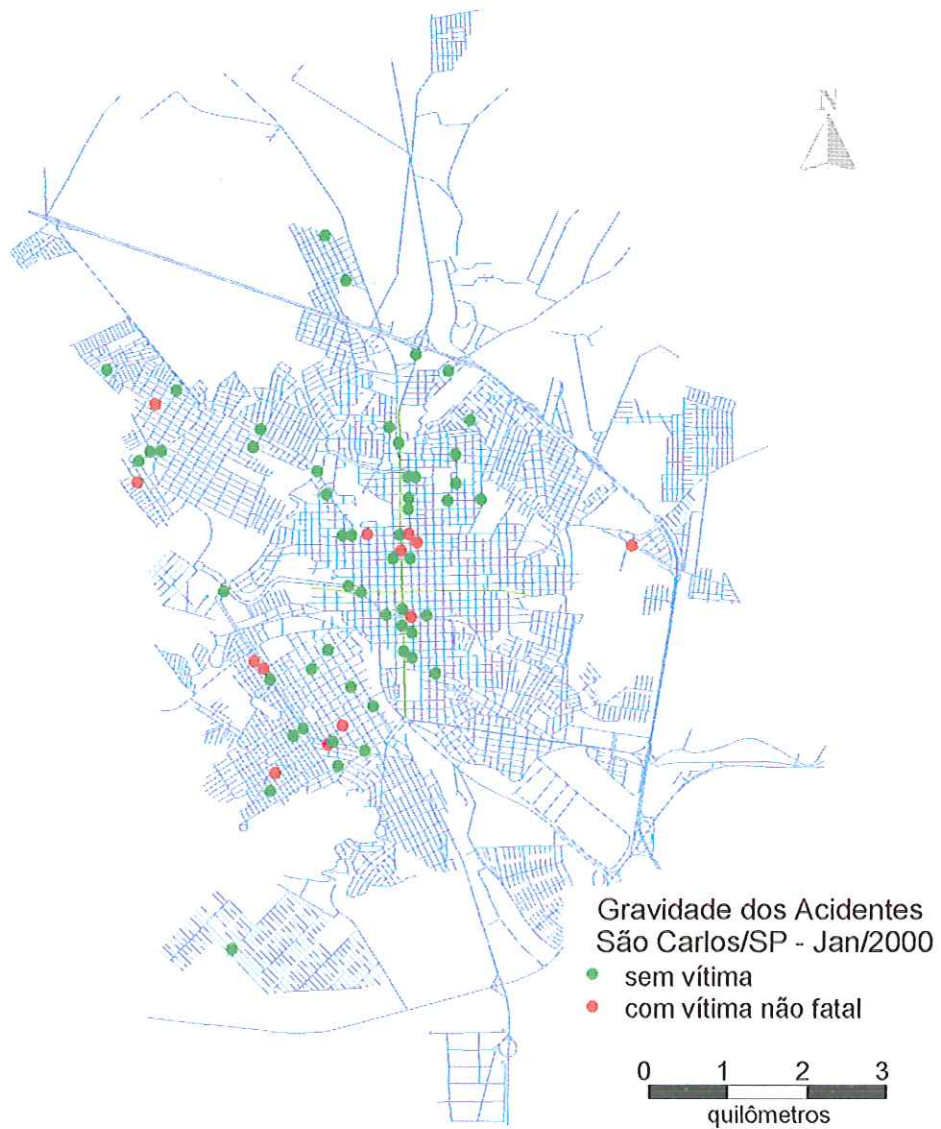 N
Gravidade dos Acidentes
São Carlos/SP - Jan/2000
sem vítima
com vítima não fatal
0 1 2 3
quilômetros